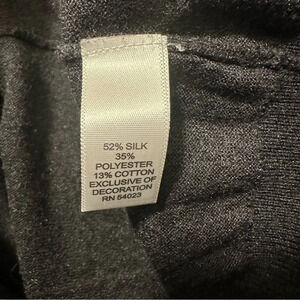 52% SILK
35%
POLYESTER
13% COTTON
EXCLUSIVE OF
DECORATION
RN 54023